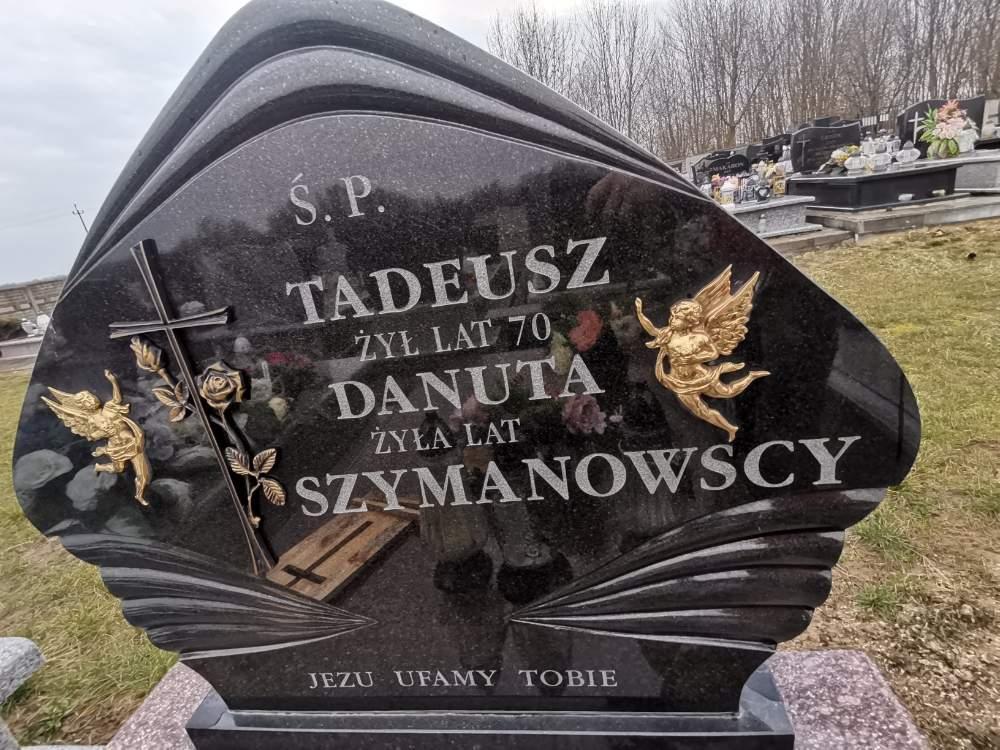 Ś. P.
TADEUSZ
ŻYŁ LAT 70
DANUTA
ŻYŁA LAT
SZYMANOWSCY
JEZU UFAMY TOBIE